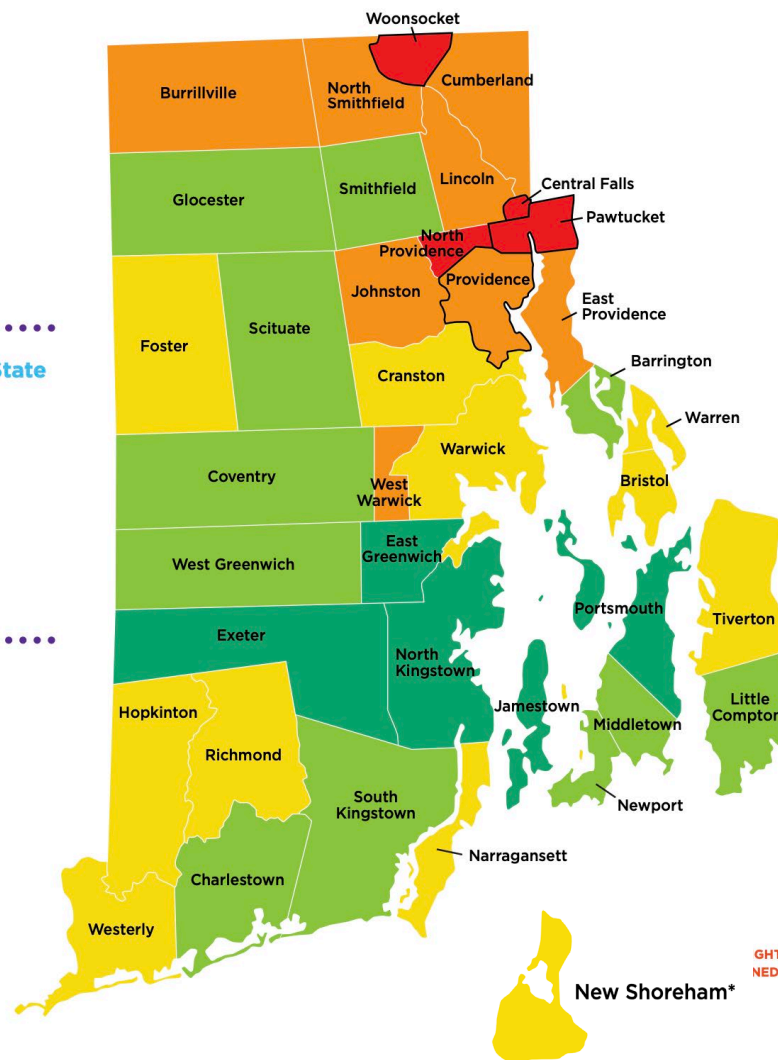 Woonsocket
Burrillville
North
Smithfield
Cumberland
Glocester
Smithfield
Lincoln
Central Falls
Pawtucket
North
Providence
Providence
Johnston
East
Providence
State
Foster
Scituate
Cranston
Barrington
Warren
Coventry
West
Warwick
Warwick
Bristol
West Greenwich
East
Greenwich
Portsmouth
Tiverton
Exeter
North
Kingstown
Jamestown
Middletown
Little
Compton
Hopkinton
Richmond
South
Kingstown
Newport
Charlestown
Narragansett
Westerly
New Shoreham*
GHT
NED